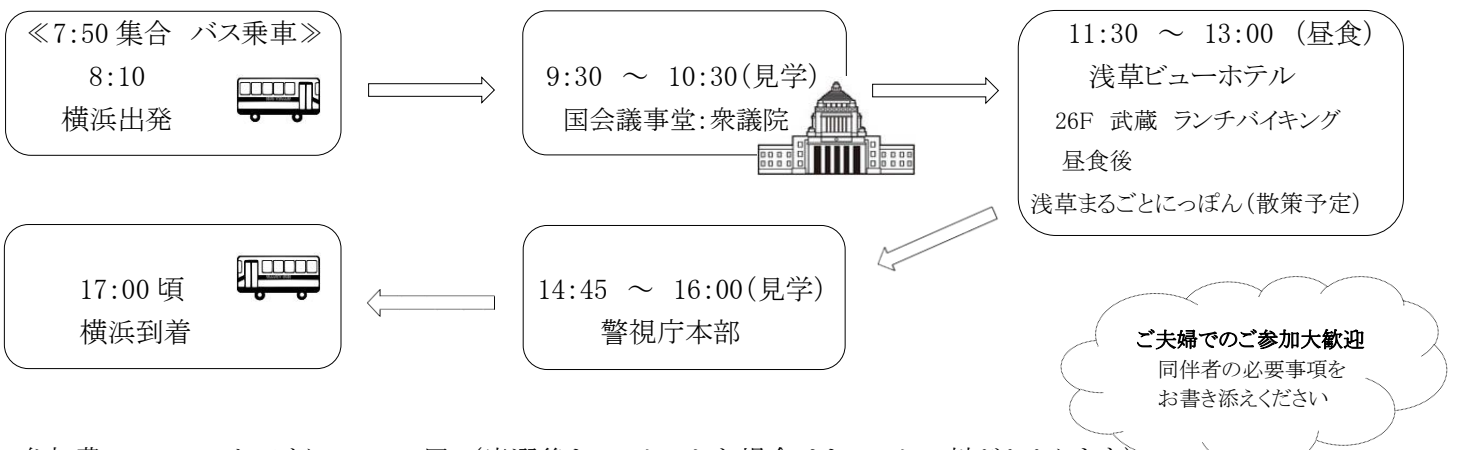 ≪7:50 集合 バス乗車≫
8:10
横浜出発
9:30 ～ 10:30(見学)
国会議事堂:衆議院
11:30 ～ 13:00 (昼食)
浅草ビューホテル
26F 武蔵 ランチバイキング
昼食後
浅草まるごとにっぽん(散策予定)
14:45 ～ 16:00(見学)
警視庁本部
17:00 頃
横浜到着
ご夫婦でのご参加大歓迎
同伴者の必要事項を
お書き添えください